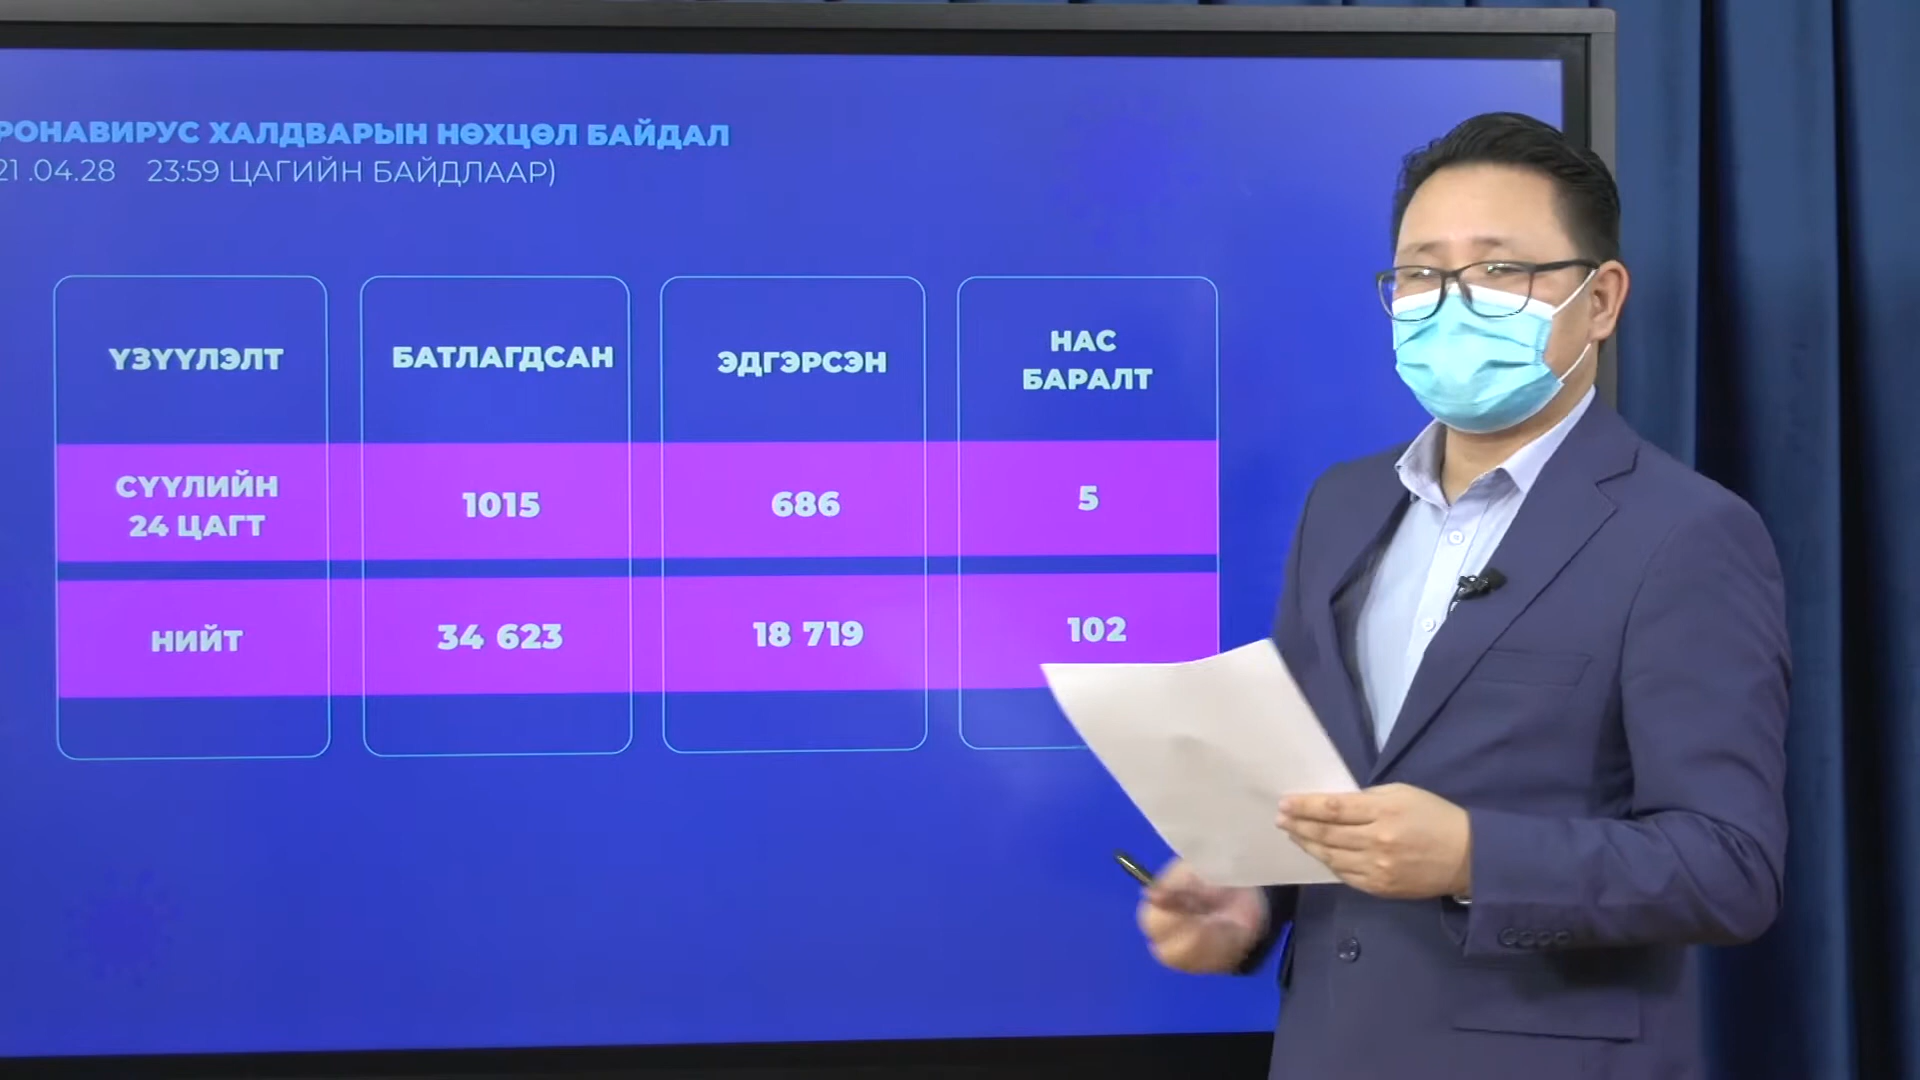 РОНАВИРУС ХАЛДВАРЫН НӨХЦӨЛ БАЙДАЛ
21 .04.28 23:59 ЦАГИЙН БАЙДЛААР)
ҮЗҮҮЛЭЛТ
БАТЛАГДСАН
ЭДГЭРСЭН
НАС
БАРАЛТ
СҮҮЛИЙН
24 ЦАГТ
1015
686
5
НИЙТ
34 623
18 719
102